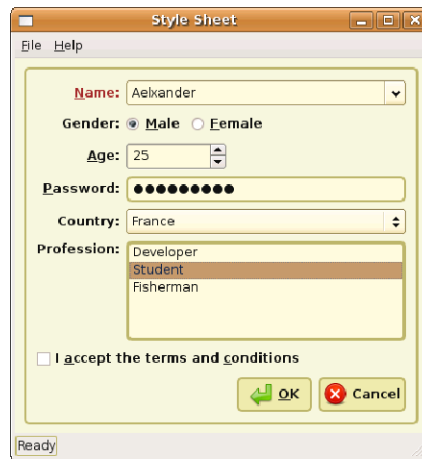 Style Sheet
File Help
Name: Aelxander
Gender: Male Female
Age: 25
Password: ●●●●●●●●●
Country: France
Profession: Developer
Student
Fisherman
I accept the terms and conditions
OK Cancel
Ready